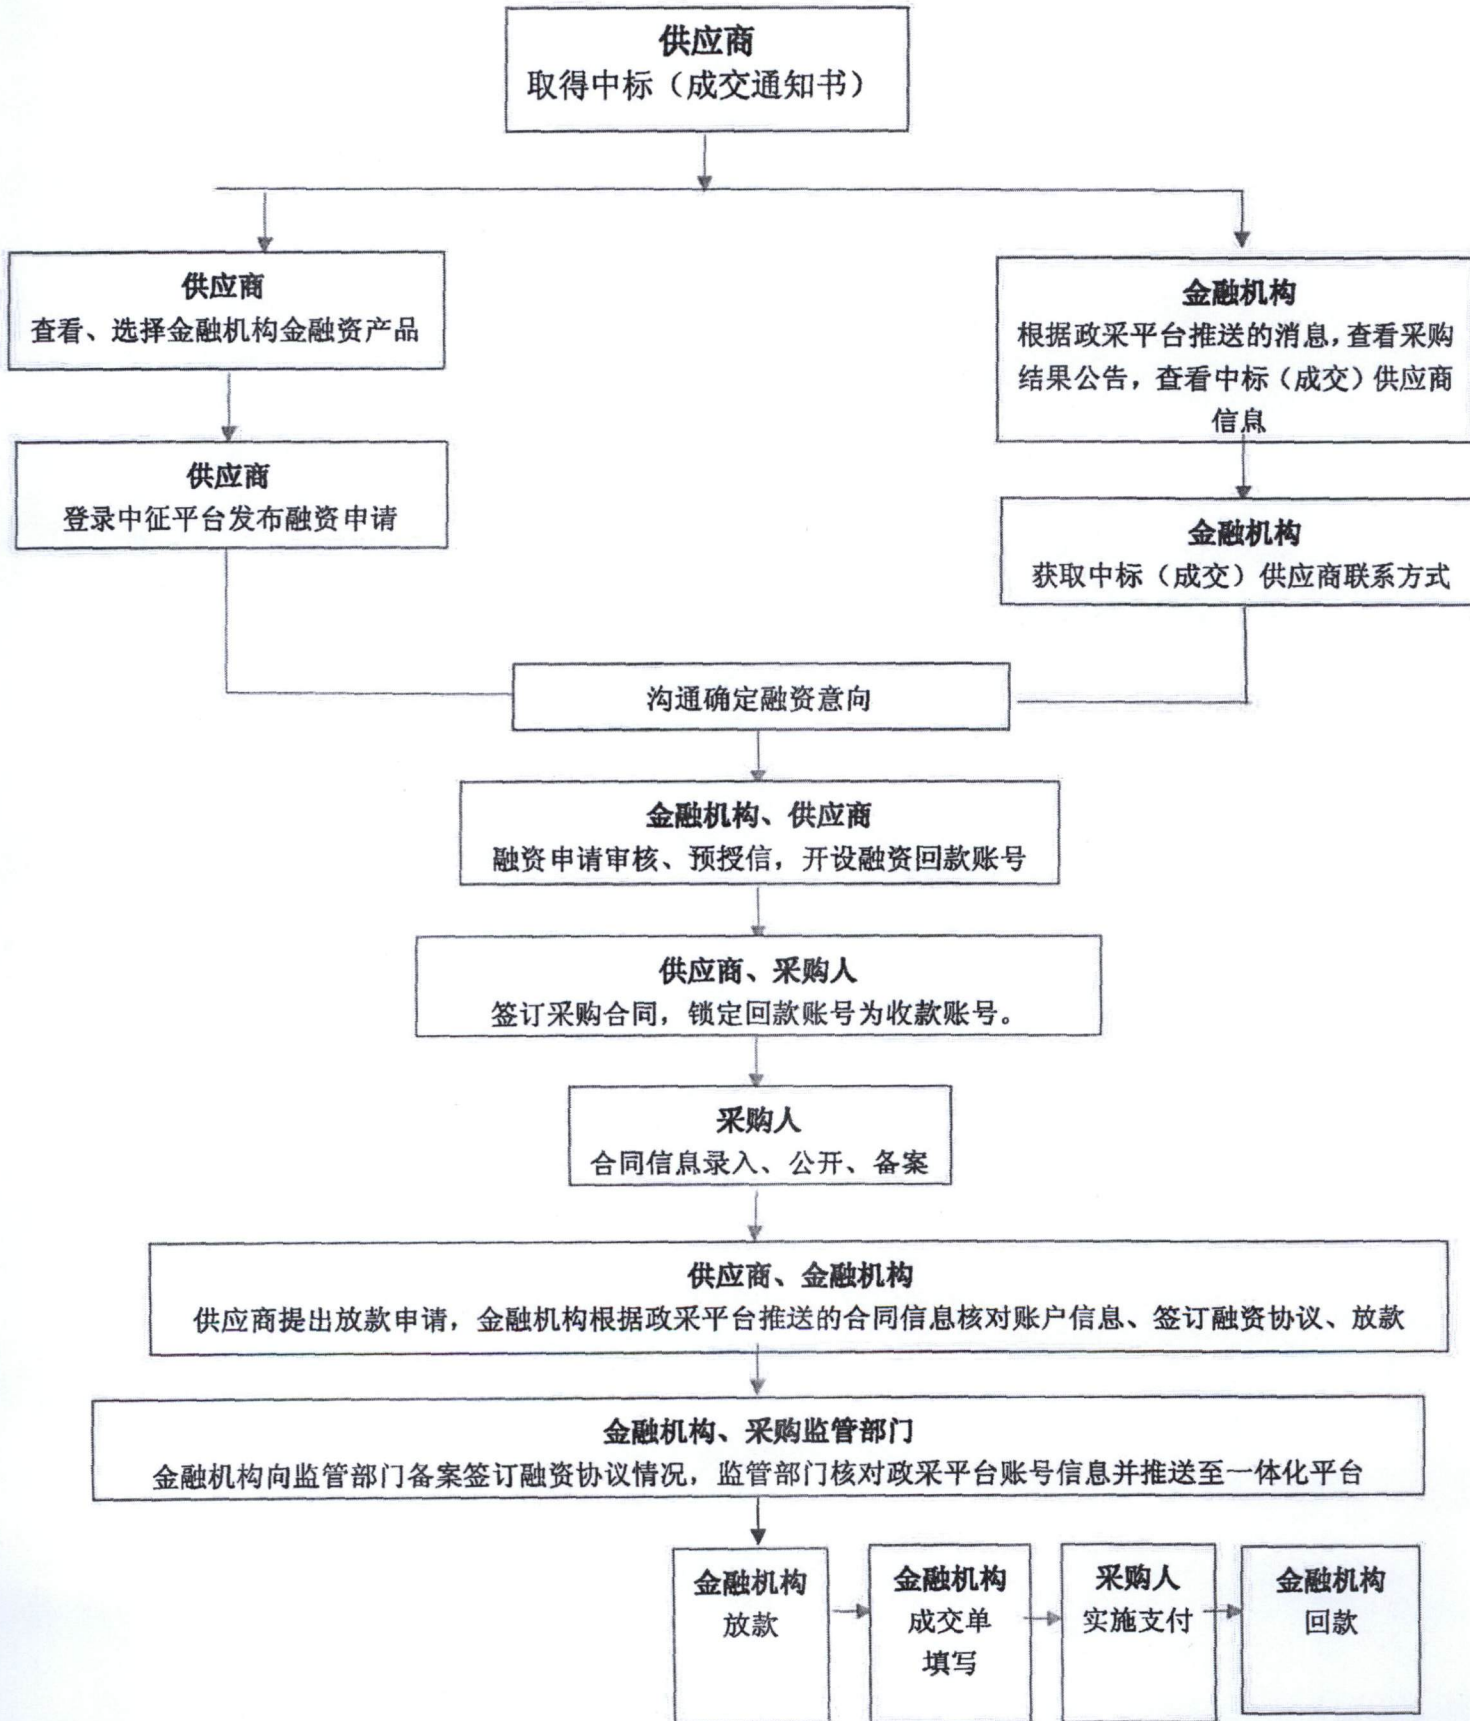 供应商
取得中标（成交通知书）
供应商
查看、选择金融机构金融资产品
供应商
登录中征平台发布融资申请
金融机构
根据政采平台推送的消息，查看采购
结果公告，查看中标（成交）供应商
信息
金融机构
获取中标（成交）供应商联系方式
沟通确定融资意向
金融机构、供应商
融资申请审核、预授信，开设融资回款账号
供应商、采购人
签订采购合同，锁定回款账号为收款账号。
采购人
合同信息录入、公开、备案
供应商、金融机构
供应商提出放款申请，金融机构根据政采平台推送的合同信息核对账户信息、签订融资协议、放款
金融机构、采购监管部门
金融机构向监管部门备案签订融资协议情况，监管部门核对政采平台账号信息并推送至一体化平台
金融机构
放款
金融机构
成交单
填写
采购人
实施支付
金融机构
回款